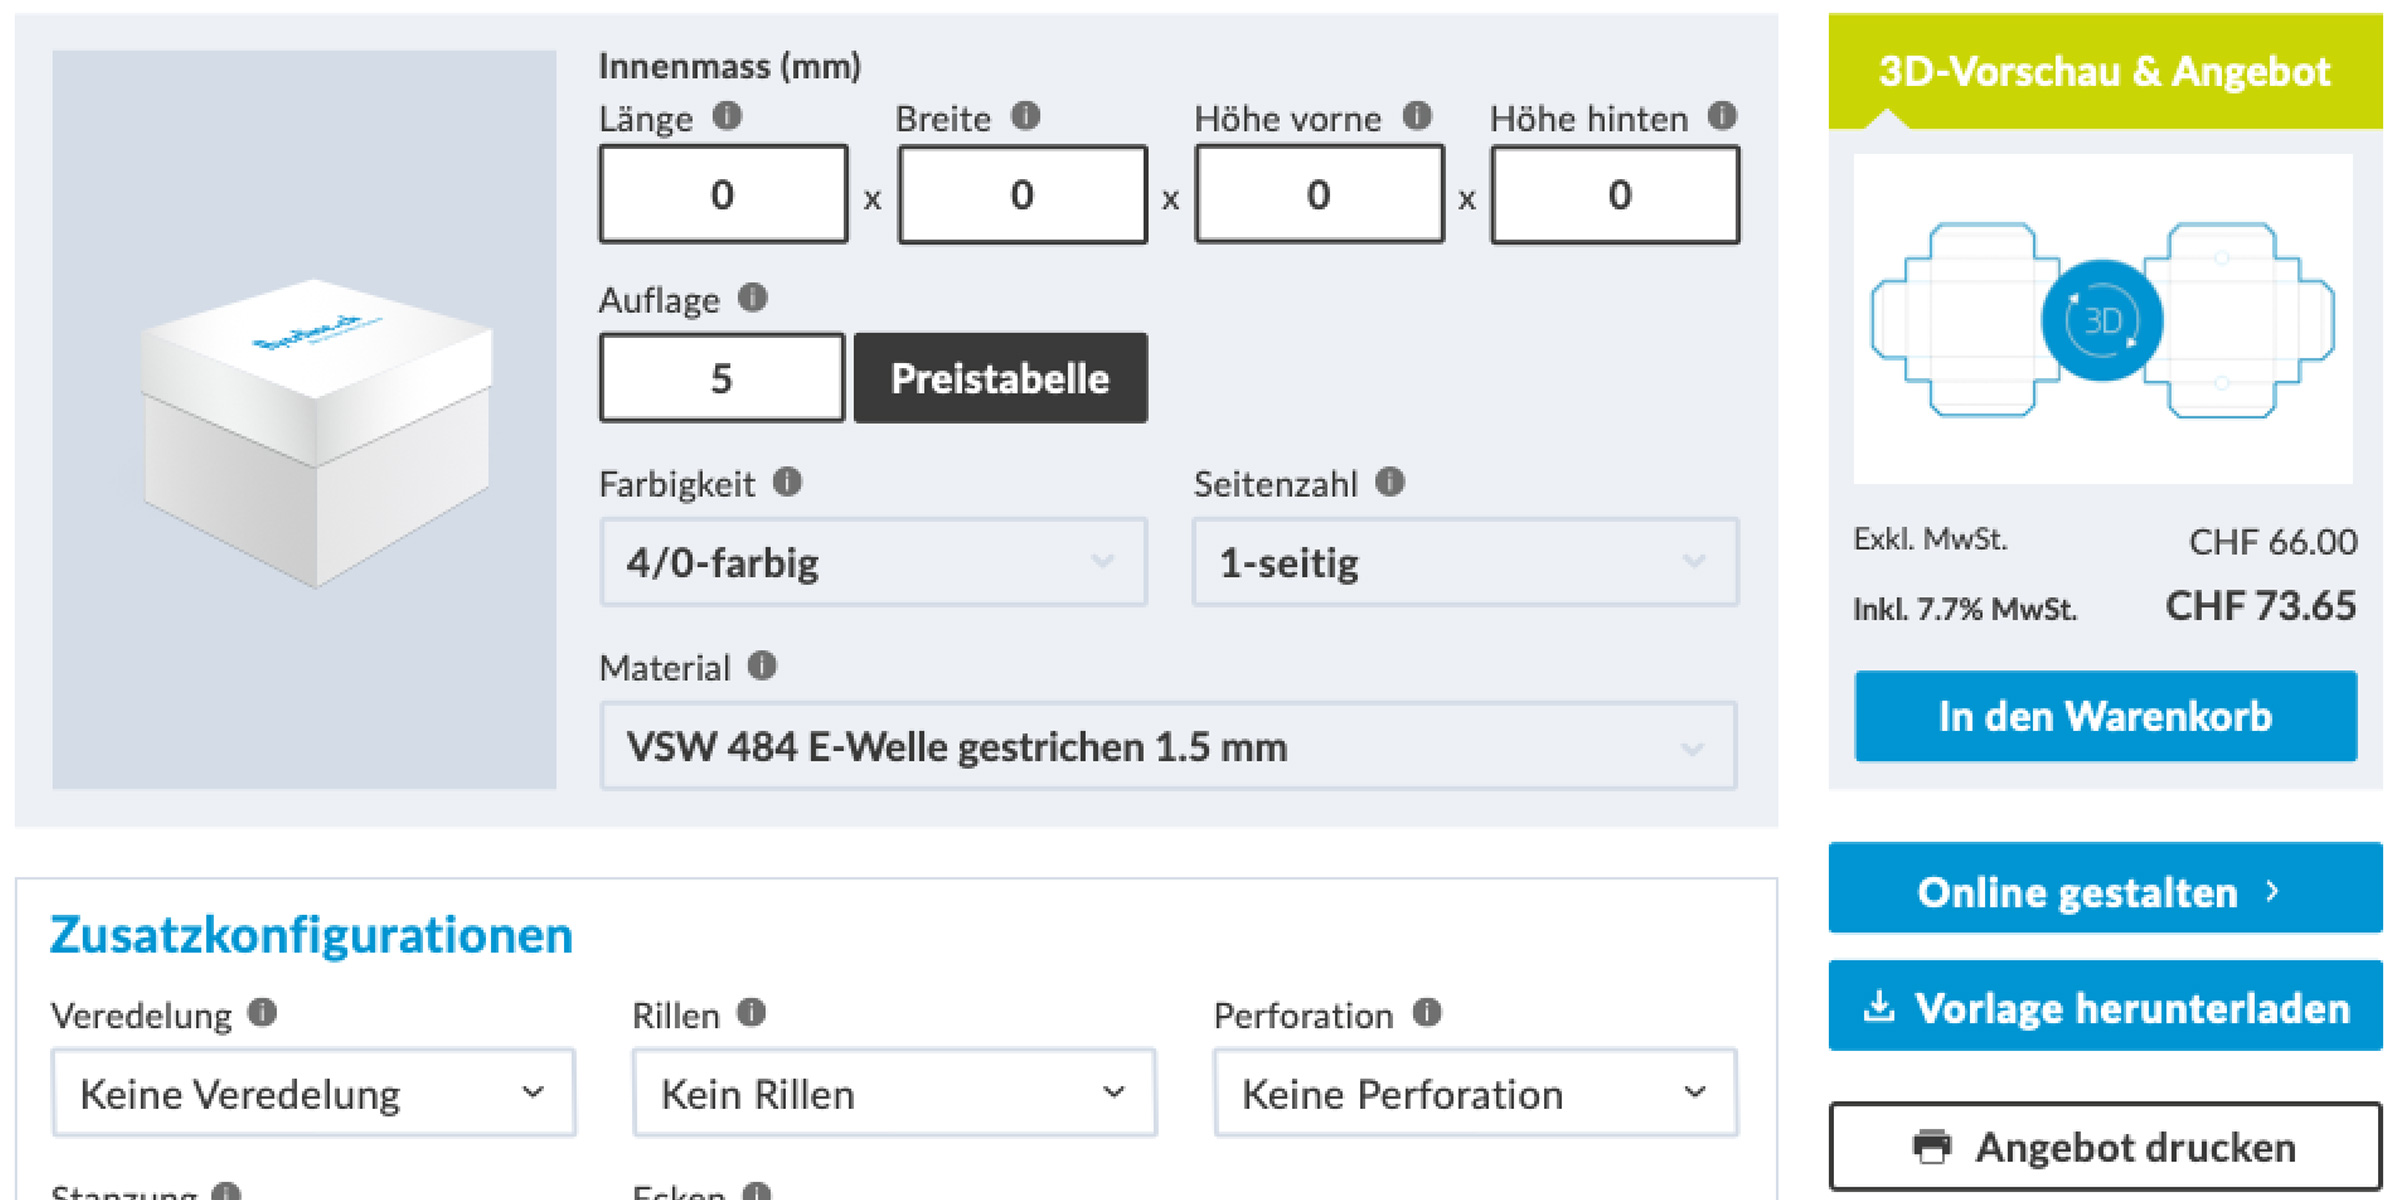 Innenmass (mm)
Länge Breite Höhe vorne Höhe hinten
0 x 0 x 0 x 0
Auflage
5 Preistabelle
Farbigkeit Seitenzahl
4/0-farbig 1-seitig
Material
VSW 484 E-Welle gestrichen 1.5 mm
3D-Vorschau & Angebot
3D
Exkl. MwSt. CHF 66.00
Inkl. 7.7% MwSt. CHF 73.65
In den Warenkorb
Online gestalten
Vorlage herunterladen
Angebot drucken
Zusatzkonfigurationen
Veredelung Rillen Perforation
Keine Veredelung Kein Rillen Keine Perforation
Stanzung Ecken